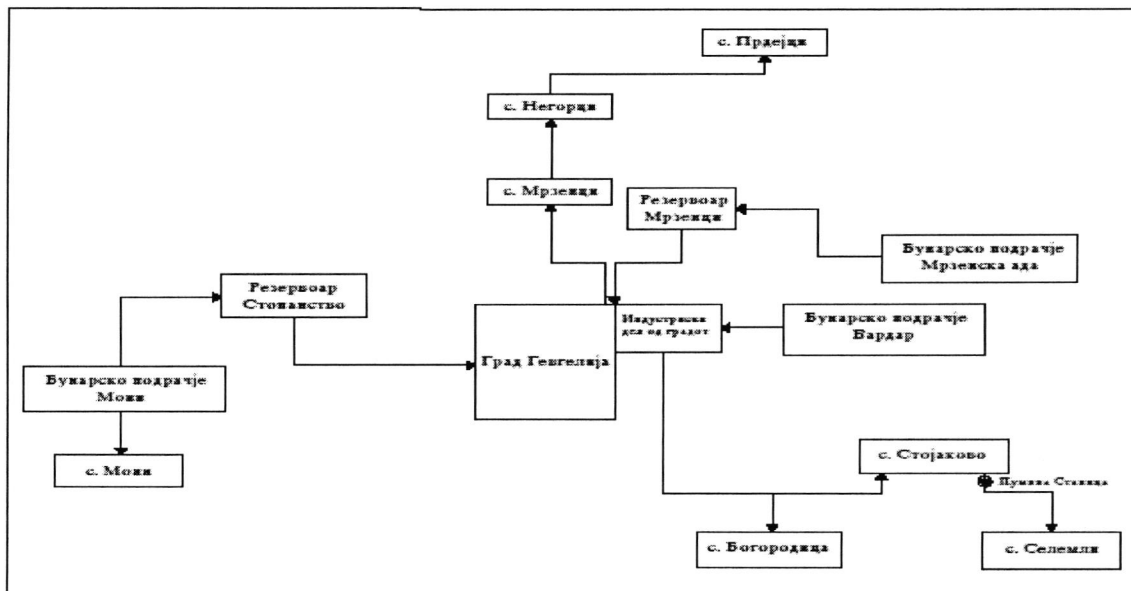 с. Прдејци
с. Негорци
с. Мрзенци
Резервоар
Мрзенци
Бунарско подрачје
Мрзенска ада
Резервоар
Стопанство
Индустриски
дел од градот
Бунарско подрачје
Вардар
Град Гевгелија
Бунарско подрачје
Моин
с. Моин
с. Стојаково
Пумпна Станица
с. Богородица
с. Селемли